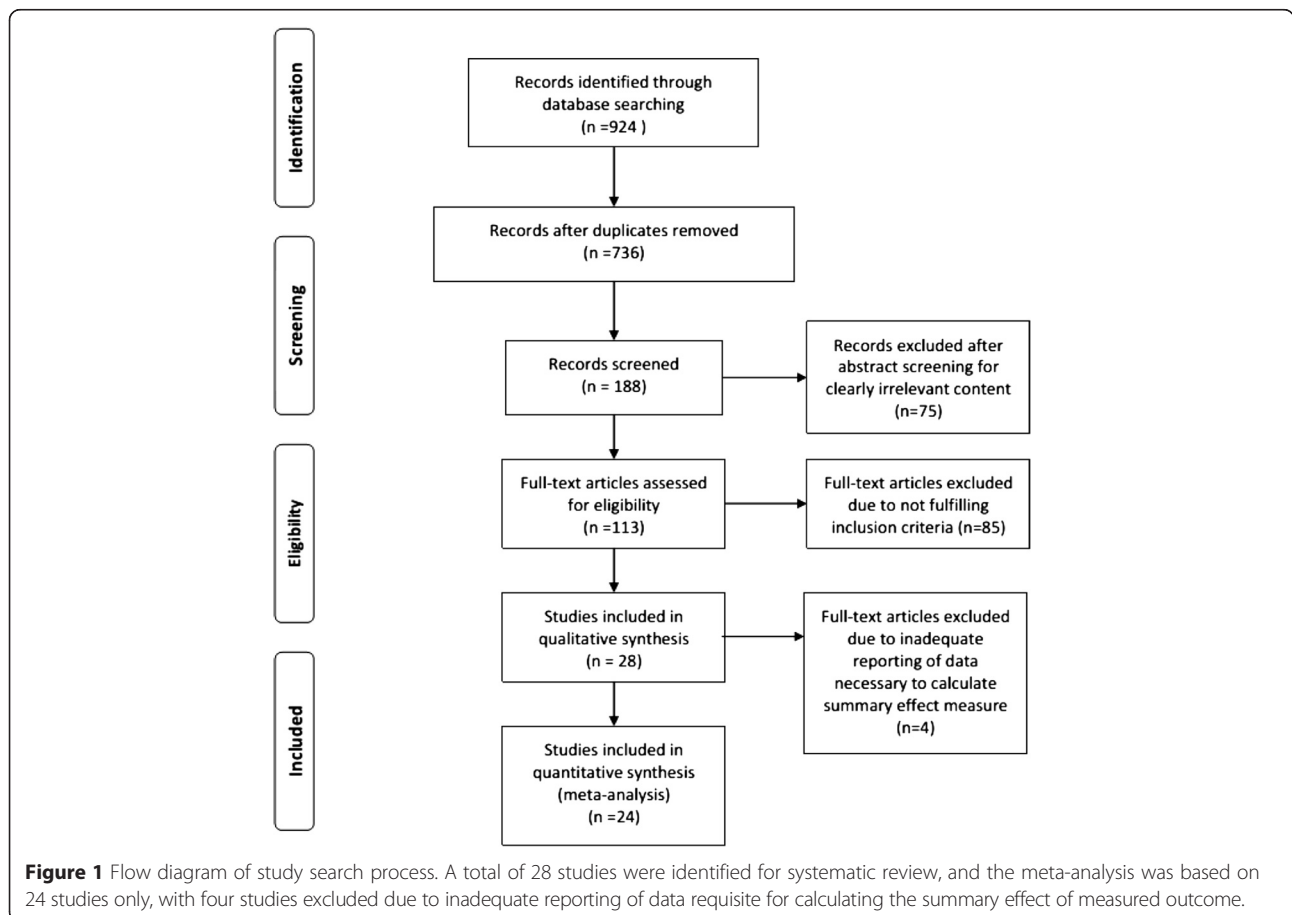 Identification
Records identified through
database searching
(n =924 )
Records after duplicates removed
(n =736)
Screening
Records screened
(n = 188)
Records excluded after
abstract screening for
clearly irrelevant content
(n=75)
Eligibility
Full-text articles assessed
for eligibility
(n =113)
Full-text articles excluded
due to not fulfilling
inclusion criteria (n=85)
Studies included in
qualitative synthesis
(n = 28)
Full-text articles excluded
due to inadequate
reporting of data
necessary to calculate
summary effect measure
(n=4)
Included
Studies included in
quantitative synthesis
(meta-analysis)
(n =24)
Figure 1 Flow diagram of study search process. A total of 28 studies were identified for systematic review, and the meta-analysis was based on
24 studies only, with four studies excluded due to inadequate reporting of data requisite for calculating the summary effect of measured outcome.